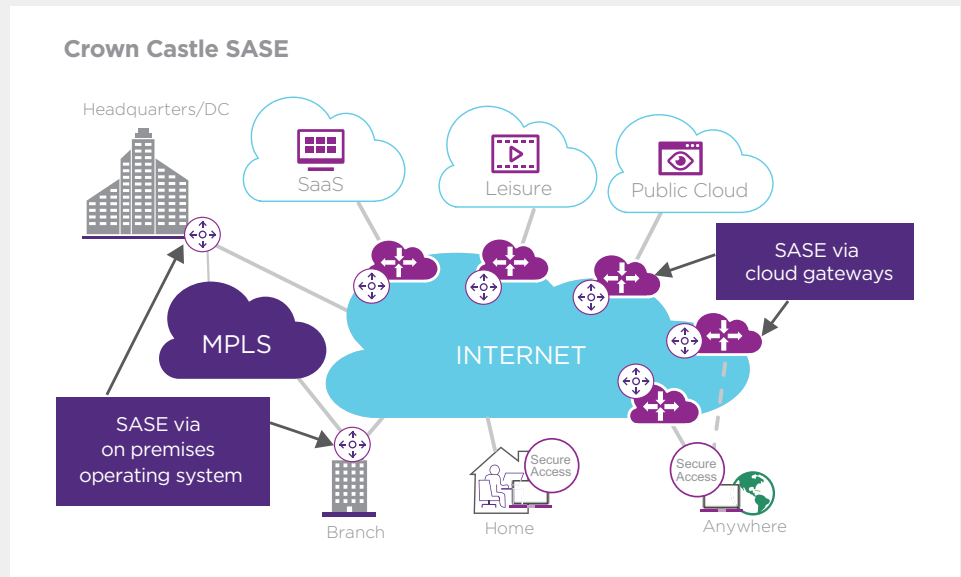 Crown Castle SASE
Headquarters/DC
SaaS
Leisure
Public Cloud
SASE via
cloud gateways
MPLS
INTERNET
SASE via
on premises
operating system
Secure
Access
Secure
Access
Branch
Home
Anywhere